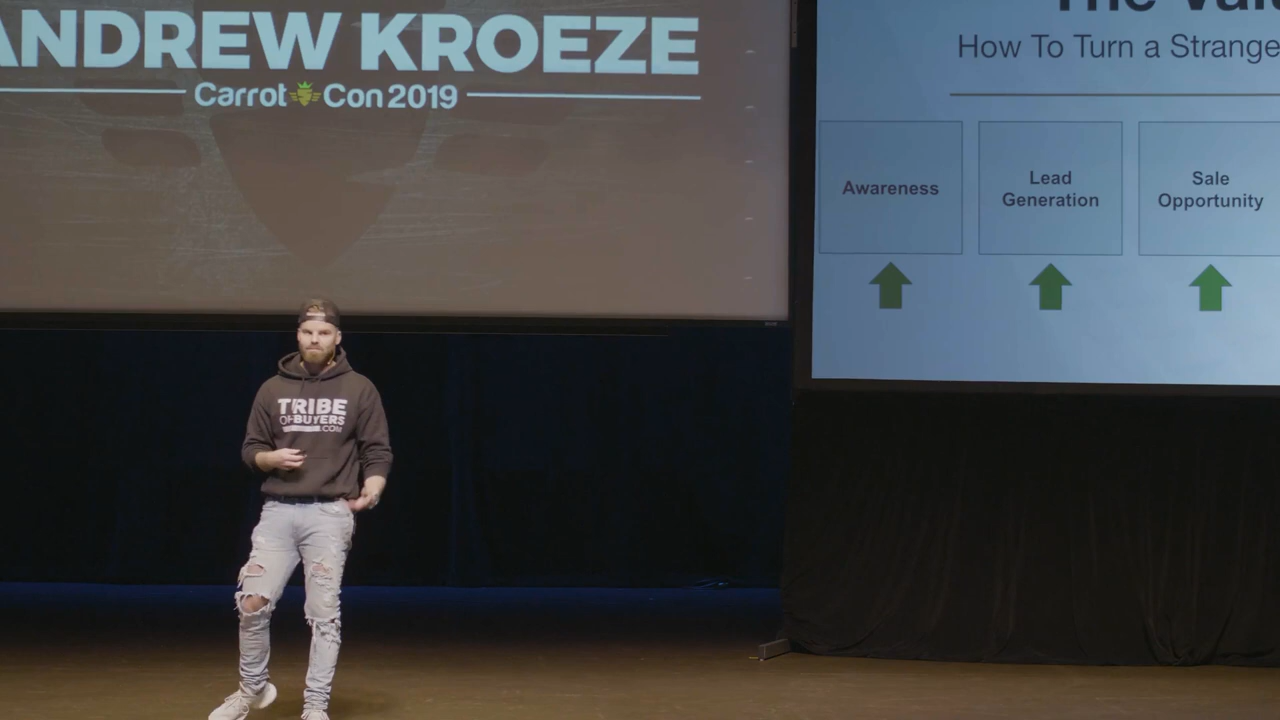 ANDREW KROEZE
Carrot Con 2019
How To Turn a Strange
Awareness
Lead
Generation
Sale
Opportunity
TRIBE
OF BUYERS
.COM